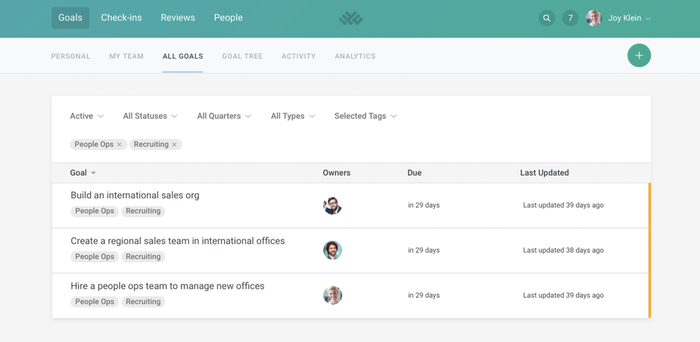 Goals Check-ins Reviews People 7 Joy Klein
PERSONAL MY TEAM ALL GOALS GOAL TREE ACTIVITY ANALYTICS
Active All Statuses All Quarters All Types Selected Tags
People Ops × Recruiting ×
Goal Owners Due Last Updated
Build an international sales org
People Ops Recruiting
in 29 days Last updated 39 days ago
Create a regional sales team in international offices
People Ops Recruiting
in 29 days Last updated 38 days ago
Hire a people ops team to manage new offices
People Ops Recruiting
in 29 days Last updated 39 days ago